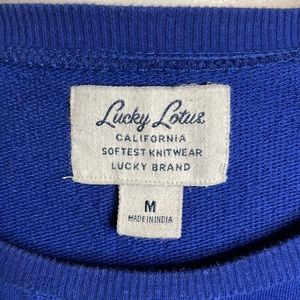 Lucky Lotus
CALIFORNIA
SOFTEST KNITWEAR
LUCKY BRAND
M
MADE IN INDIA